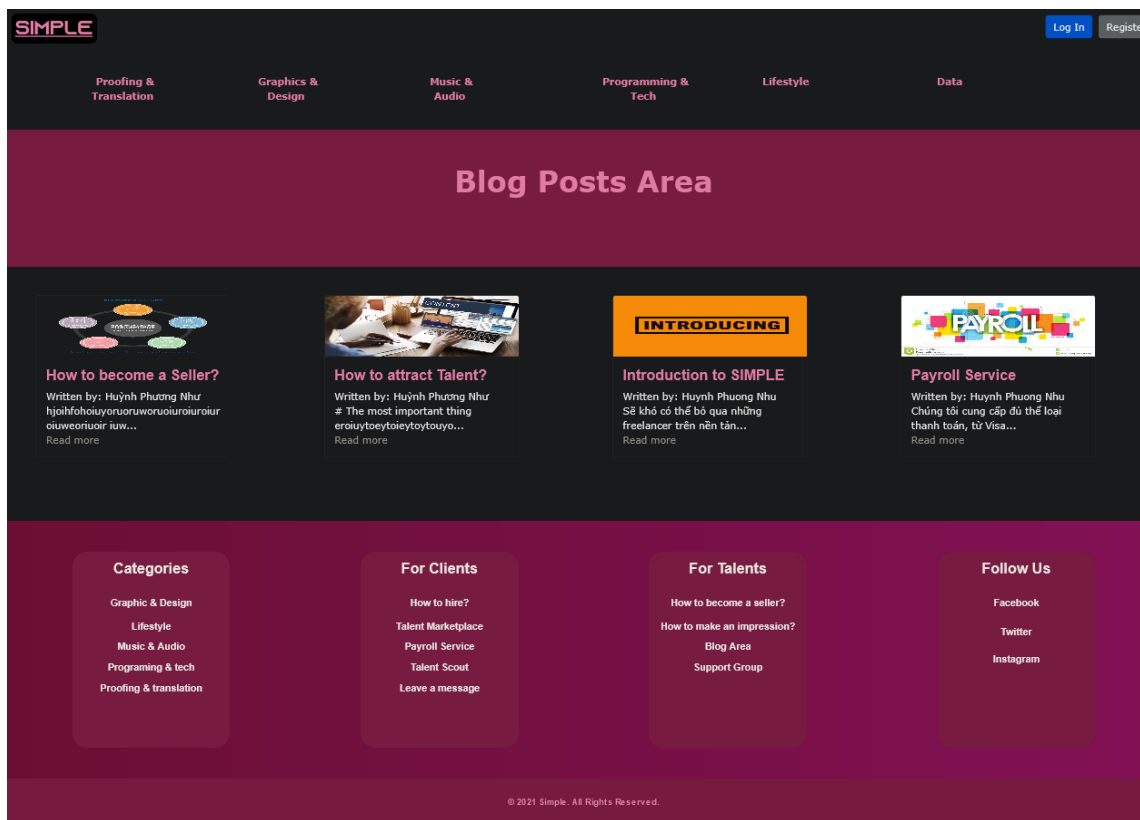 SIMPLE
Log In
Registe
Proofing &
Translation
Graphics &
Design
Music &
Audio
Programming &
Tech
Lifestyle
Data
Blog Posts Area
How to become a Seller?
Written by: Huỳnh Phương Như
hjoihfohoiuyoruoruworuoiuroiuroiur
oiuweoriuoir iuw...
Read more
CONTENT
How to attract Talent?
Written by: Huỳnh Phương Như
# The most important thing
eroiuytoeytoieytoytouyo...
Read more
INTRODUCING
Introduction to SIMPLE
Written by: Huynh Phuong Nhu
Sẽ khó có thể bỏ qua những
freelancer trên nền tản...
Read more
PAYROLL
Payroll Service
Written by: Huynh Phuong Nhu
Chúng tôi cung cấp đủ thể loại
thanh toán, từ Visa...
Read more
Categories
Graphic & Design
Lifestyle
Music & Audio
Programing & tech
Proofing & translation
For Clients
How to hire?
Talent Marketplace
Payroll Service
Talent Scout
Leave a message
For Talents
How to become a seller?
How to make an impression?
Blog Area
Support Group
Follow Us
Facebook
Twitter
Instagram
© 2021 Simple. All Rights Reserved.